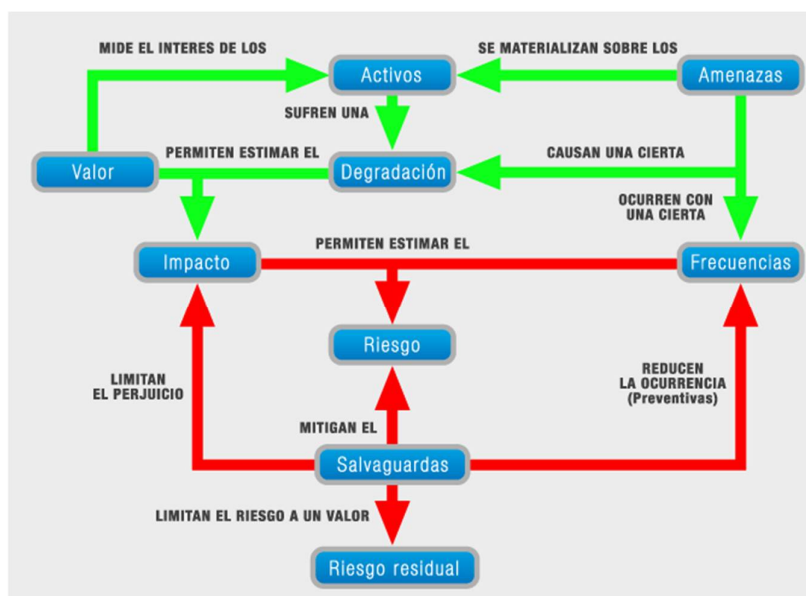 MIDE EL INTERES DE LOS
SE MATERIALIZAN SOBRE LOS
Activos
Amenazas
SUFREN UNA
PERMITEN ESTIMAR EL
CAUSAN UNA CIERTA
Valor
Degradación
OCURREN CON
UNA CIERTA
PERMITEN ESTIMAR EL
Impacto
Frecuencias
Riesgo
LIMITAN
EL PERJUICIO
REDUCEN
LA OCURRENCIA
(Preventivas)
MITIGAN EL
Salvaguardas
LIMITAN EL RIESGO A UN VALOR
Riesgo residual